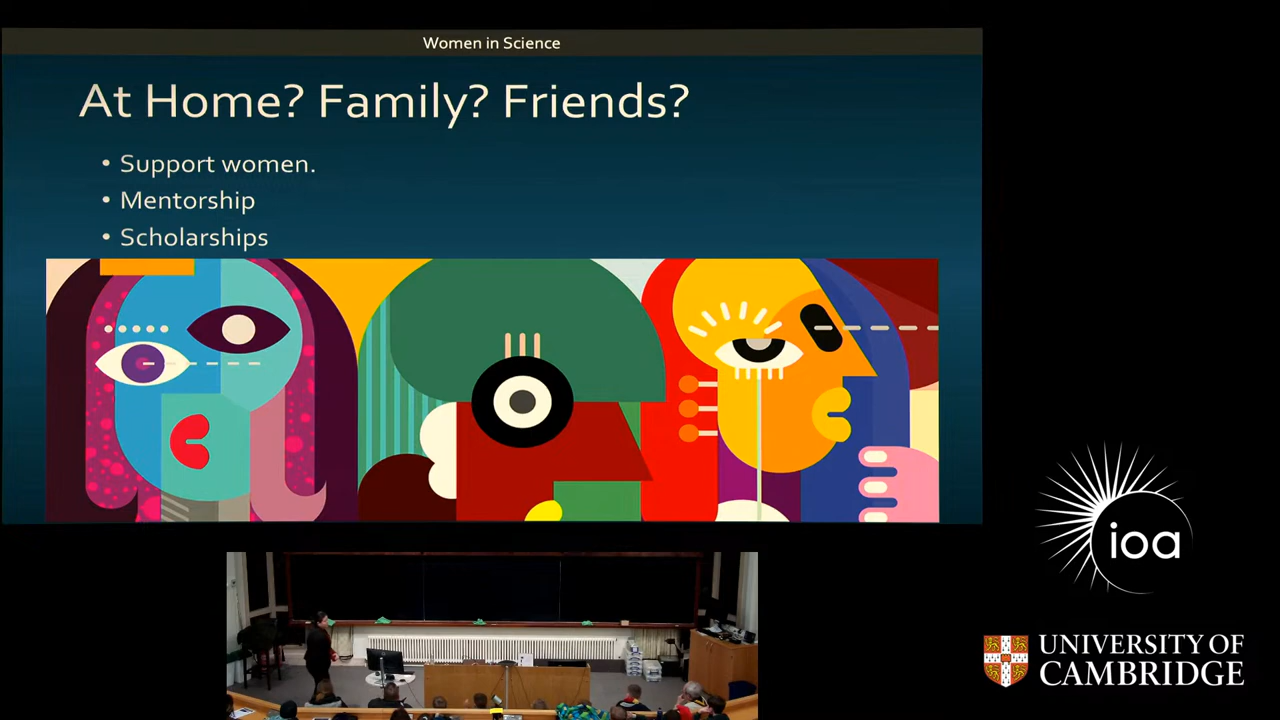 Women in Science
At Home? Family? Friends?
• Support women.
• Mentorship
• Scholarships
ioa
UNIVERSITY OF
CAMBRIDGE